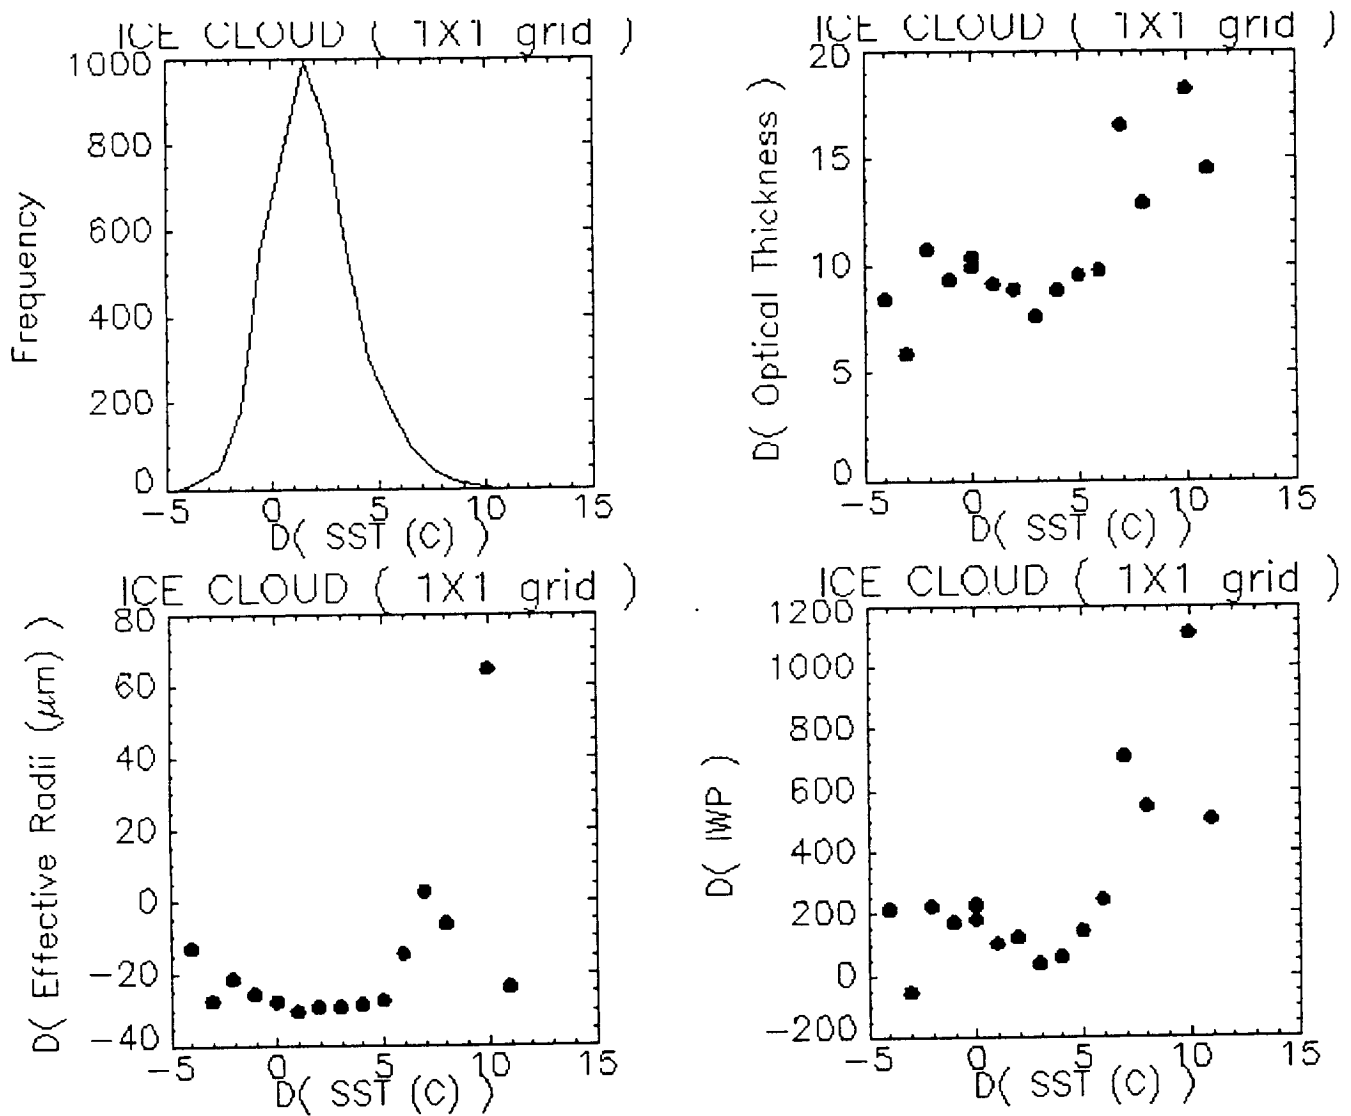 ICE CLOUD ( 1X1 grid )
1000
800
600
400
200
0
Frequency
-5 0 5 10 15
D( SST (C) )
ICE CLOUD ( 1X1 grid )
20
15
10
5
0
D( Optical Thickness )
-5 0 5 10 15
D( SST (C) )
ICE CLOUD ( 1X1 grid )
80
60
40
20
0
-20
-40
D( Effective Radii (μm) )
-5 0 5 10 15
D( SST (C) )
ICE CLOUD ( 1X1 grid )
1200
1000
800
600
400
200
0
-200
D( IWP )
-5 0 5 10 15
D( SST (C) )